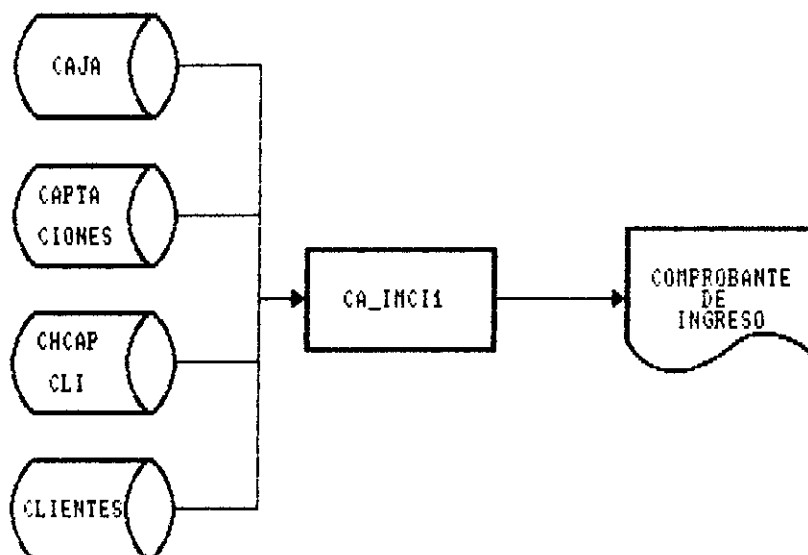 CAJA
CAPTA
CIONES
CHCAP
CLI
CLIENTES
CA_IMCI1
COMPROBANTE
DE
INGRESO